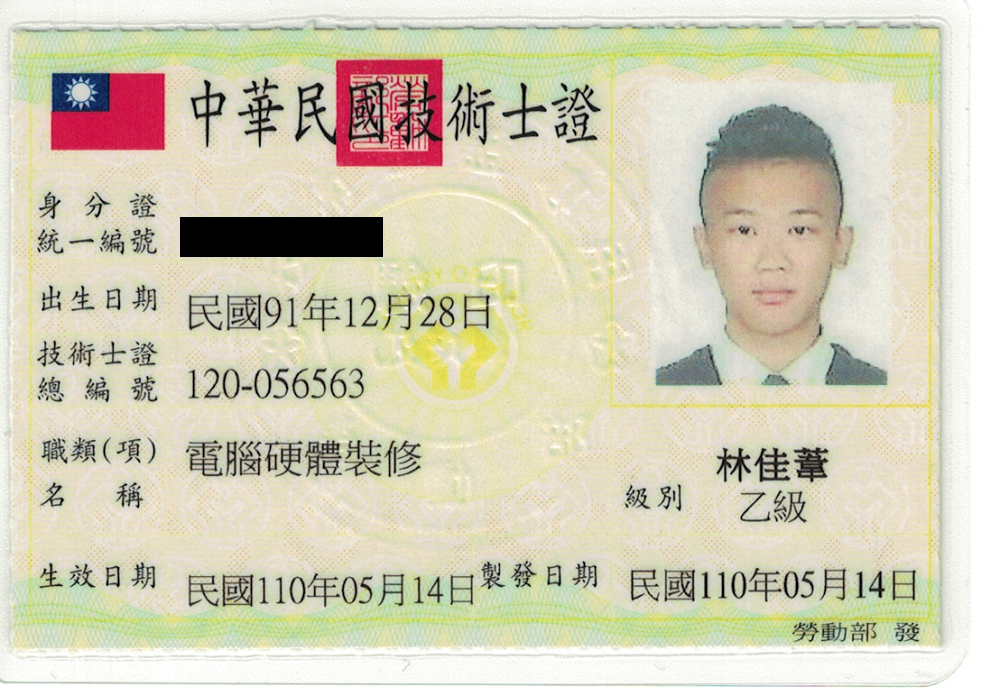 中華民國技術士證
身分證
統一編號
出生日期 民國91年12月28日
技術士證
總編號 120-056563
職類(項)
名稱 電腦硬體裝修
林佳葦
級別 乙級
生效日期 民國110年05月14日 製發日期 民國110年05月14日
勞動部 發